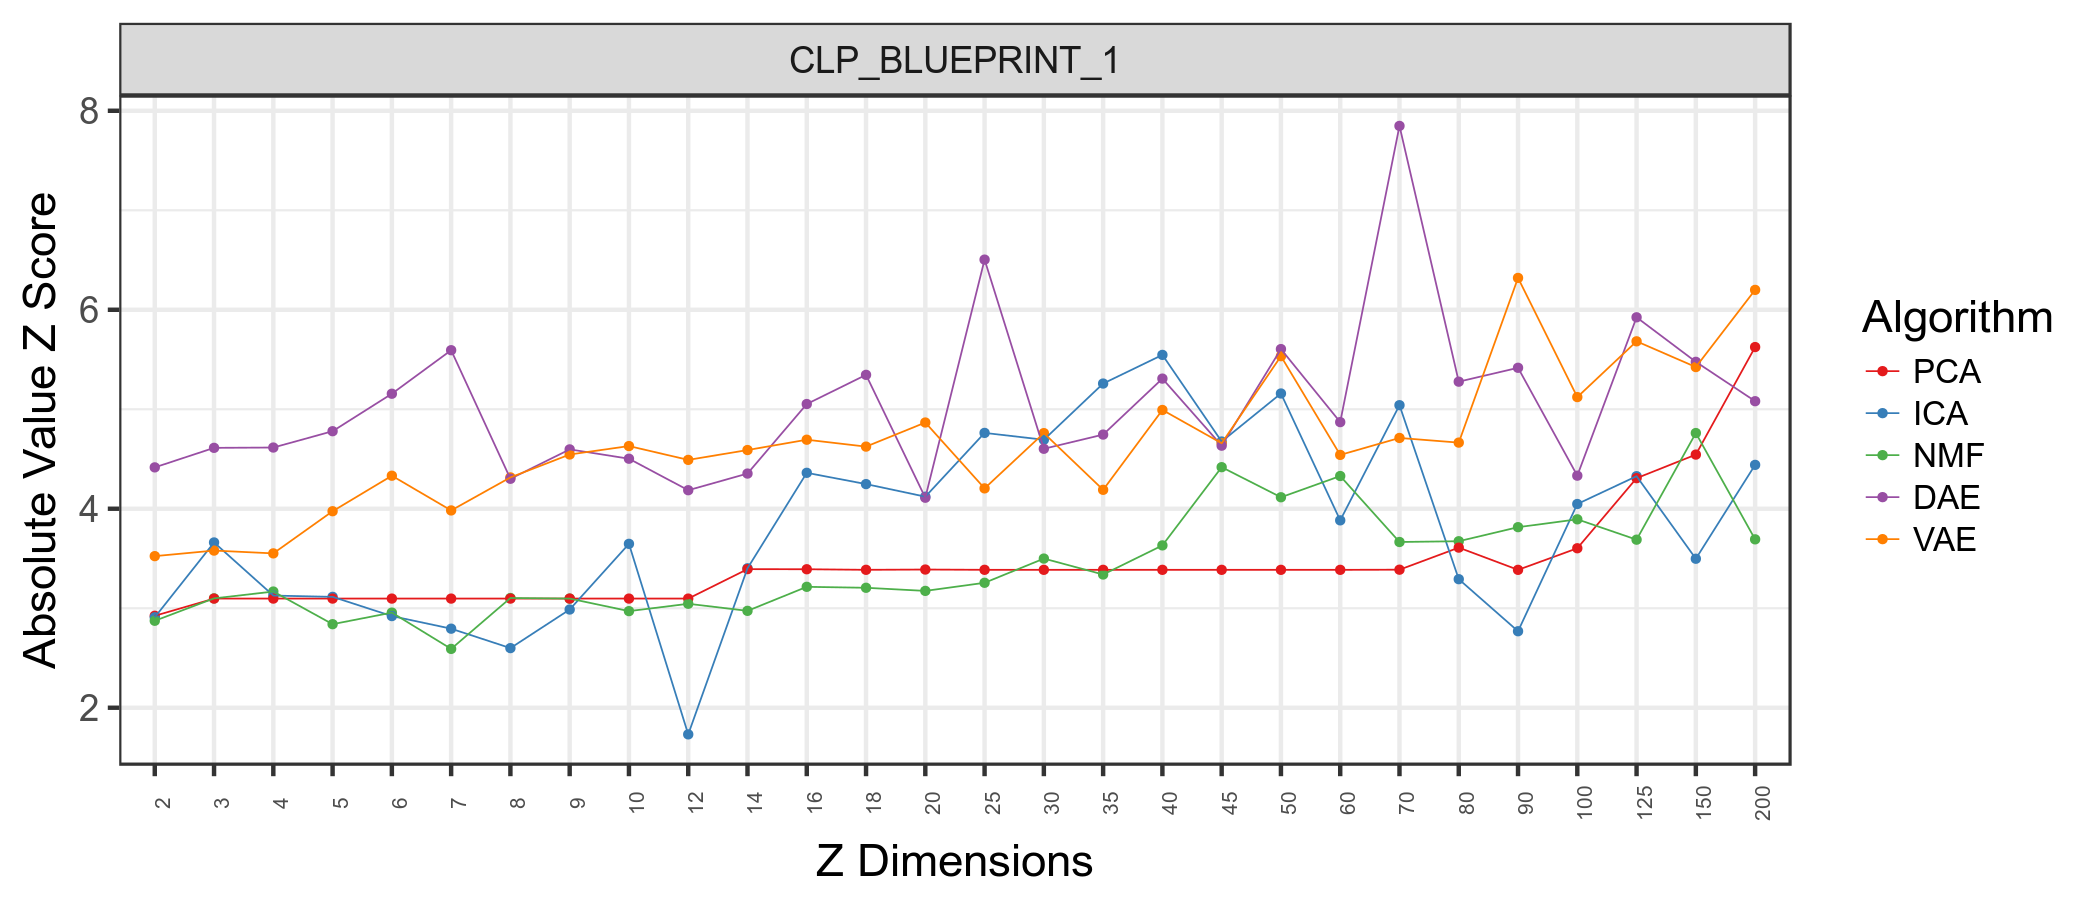 CLP_BLUEPRINT_1
Absolute Value Z Score
8
6
4
2
2 3 4 5 6 7 8 9 10 12 14 16 18 20 25 30 35 40 45 50 60 70 80 90 100 125 150 200
Z Dimensions
Algorithm
PCA
ICA
NMF
DAE
VAE